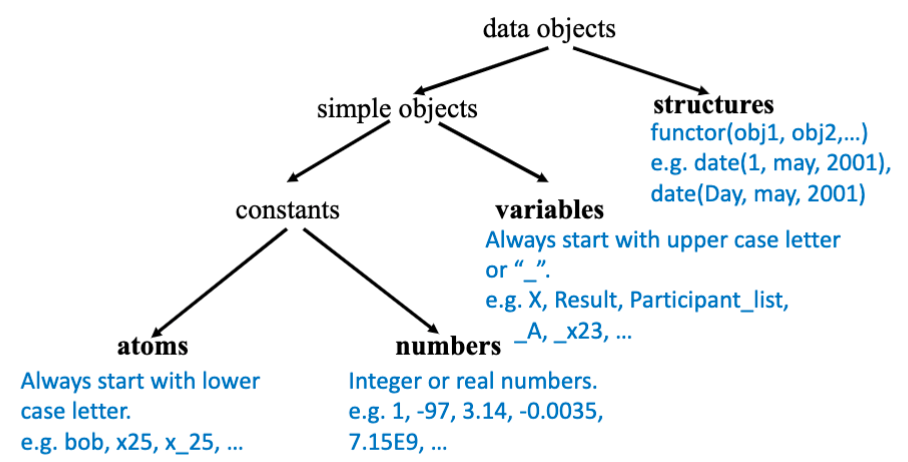 data objects
simple objects
structures
functor(obj1, obj2,...)
e.g. date(1, may, 2001),
date(Day, may, 2001)
constants
variables
Always start with upper case letter
or “_”.
e.g. X, Result, Participant_list,
_A, _x23, ...
atoms
Always start with lower
case letter.
e.g. bob, x25, x_25, ...
numbers
Integer or real numbers.
e.g. 1, -97, 3.14, -0.0035,
7.15E9, ...